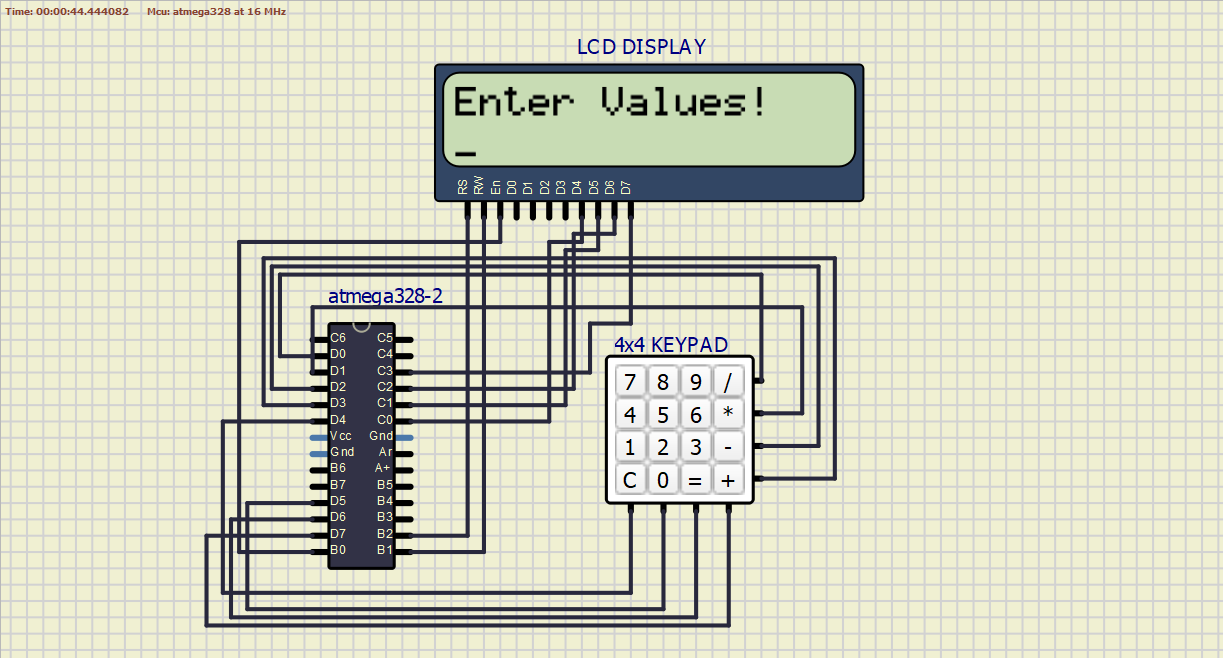 Time: 00:00:44.444082 Mcu: atmega328 at 16 MHz
LCD DISPLAY
Enter Values!
_
RS RW En D0 D1 D2 D3 D4 D5 D6 D7
atmega328-2
C6 C5
D0 C4
D1 C3
D2 C2
D3 C1
D4 C0
Vcc Gnd
Gnd Ar
B6 A+
B7 B5
D5 B4
D6 B3
D7 B2
B0 B1
4x4 KEYPAD
7 8 9 /
4 5 6 *
1 2 3 -
C 0 = +